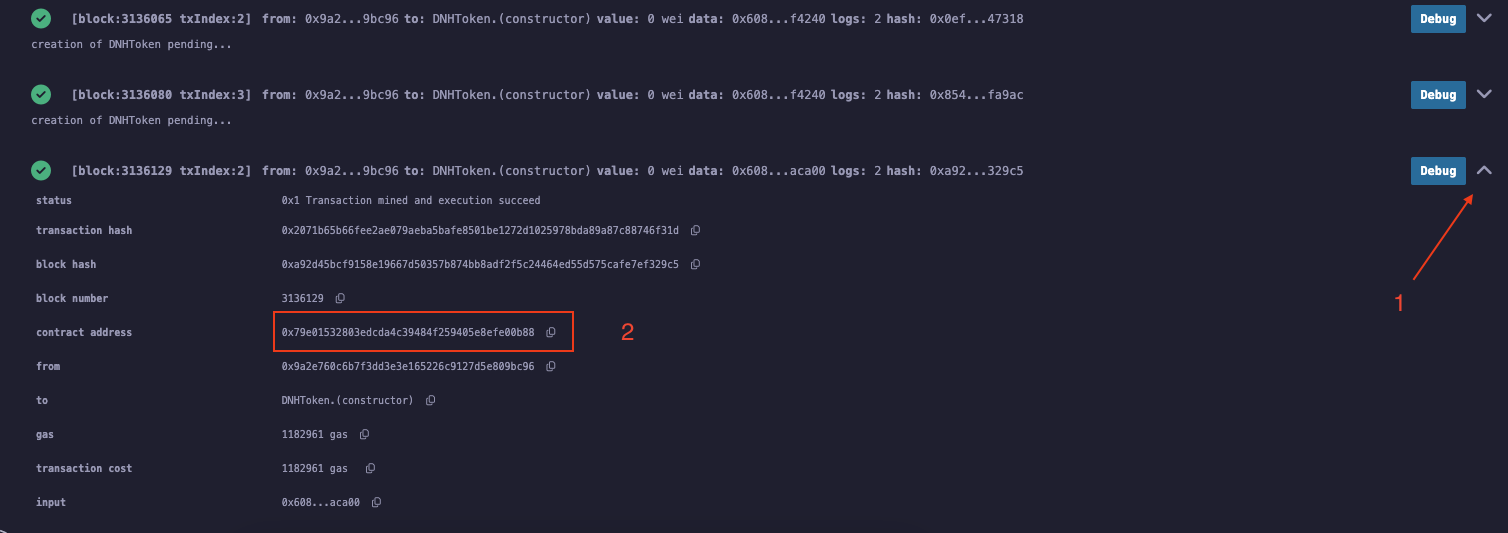 [block:3136065 txIndex:2] from: 0x9a2...9bc96 to: DNHToken.(constructor) value: 0 wei data: 0x608...f4240 logs: 2 hash: 0x0ef...47318 Debug
creation of DNHToken pending...
[block:3136080 txIndex:3] from: 0x9a2...9bc96 to: DNHToken.(constructor) value: 0 wei data: 0x608...f4240 logs: 2 hash: 0x854...fa9ac Debug
creation of DNHToken pending...
[block:3136129 txIndex:2] from: 0x9a2...9bc96 to: DNHToken.(constructor) value: 0 wei data: 0x608...aca00 logs: 2 hash: 0xa92...329c5 Debug
status 0x1 Transaction mined and execution succeed
transaction hash 0x2071b65b66fee2ae079aeba5bafe8501be1272d1025978bda89a87c88746f31d
block hash 0xa92d45bcf9158e19667d50357b874bb8adf2f5c24464ed55d575cafe7ef329c5
block number 3136129
1
contract address 0x79e01532803edcda4c39484f259405e8efe00b88 2
from 0x9a2e760c6b7f3dd3e3e165226c9127d5e809bc96
to DNHToken.(constructor)
gas 1182961 gas
transaction cost 1182961 gas
input 0x608...aca00